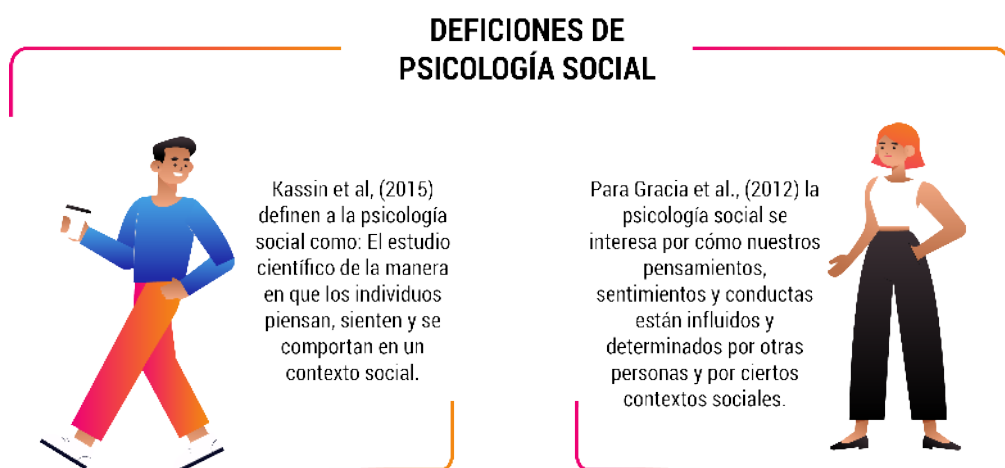 DEFICIONES DE
PSICOLOGÍA SOCIAL
Kassin et al, (2015)
definen a la psicología
social como: El estudio
científico de la manera
en que los individuos
piensan, sienten y se
comportan en un
contexto social.
Para Gracia et al., (2012) la
psicología social se
interesa por cómo nuestros
pensamientos,
sentimientos y conductas
están influidos y
determinados por otras
personas y por ciertos
contextos sociales.